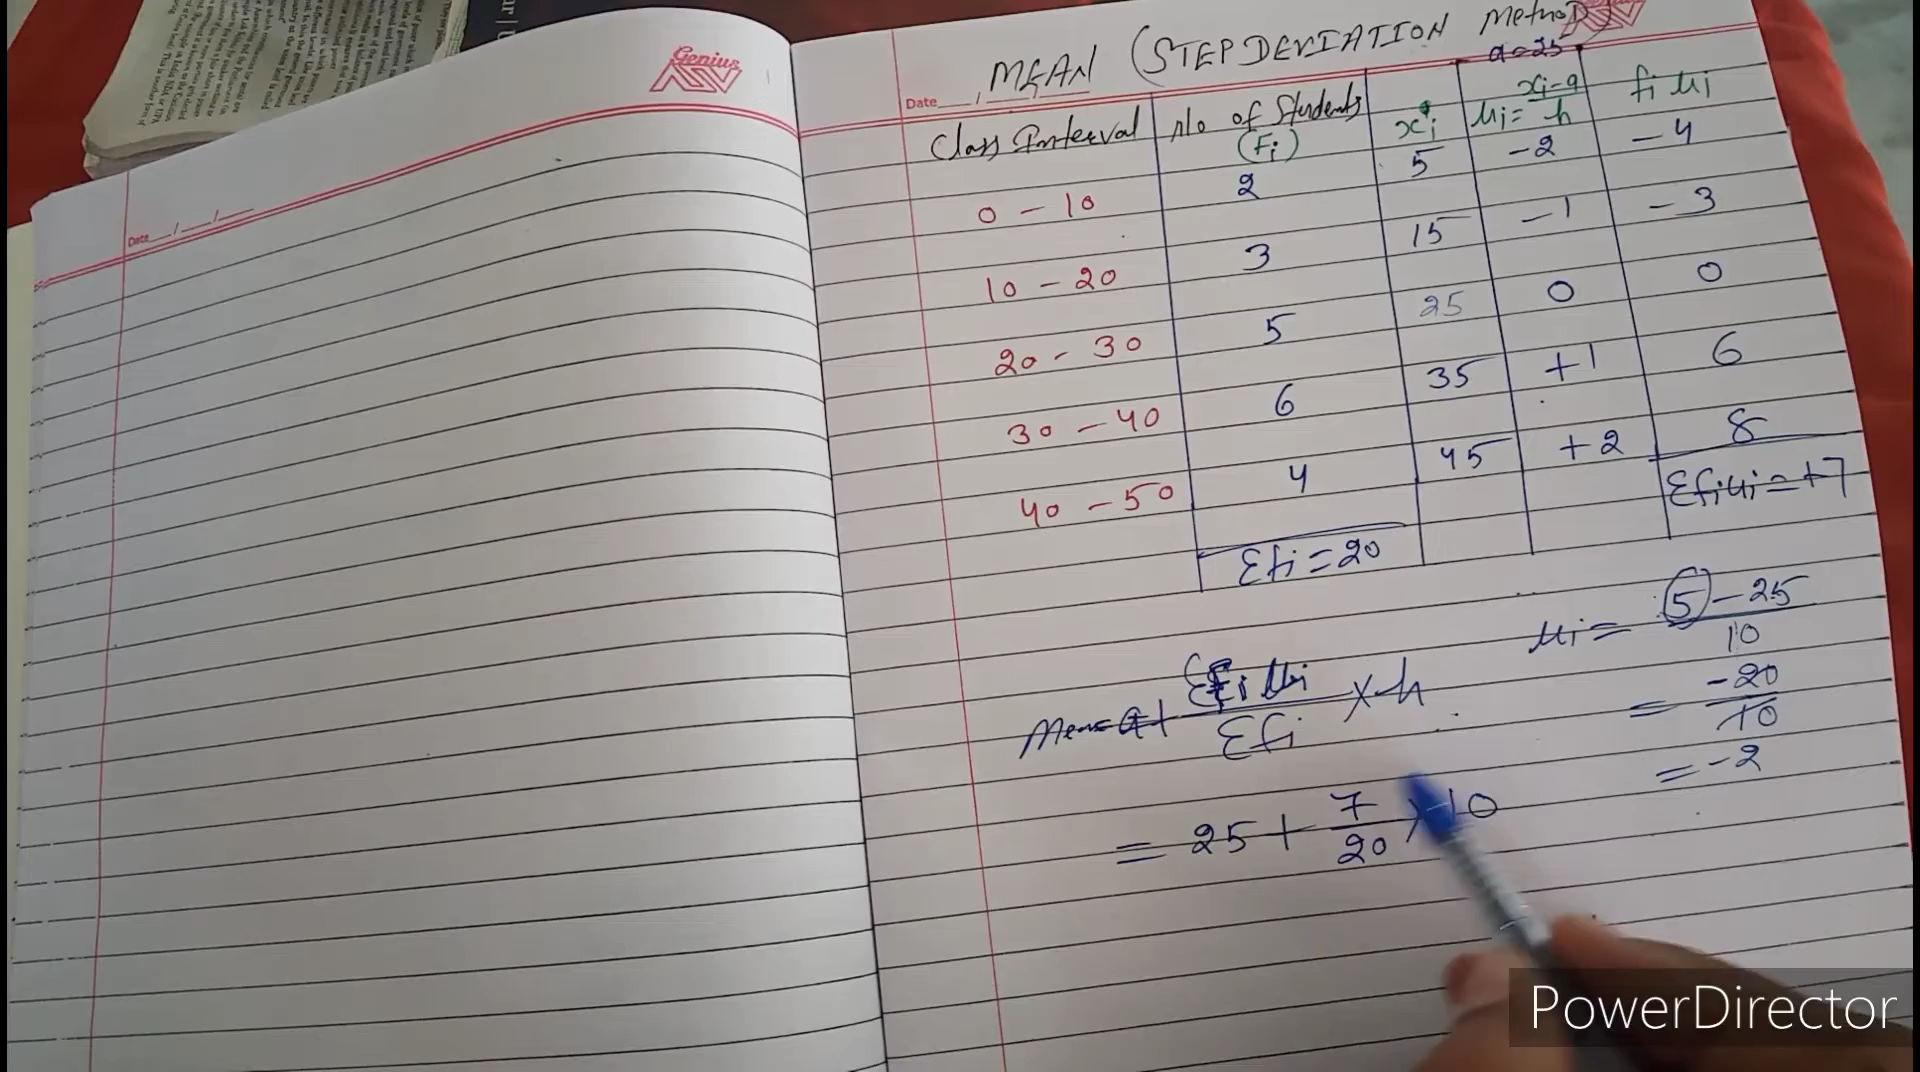 Genius
Date
Date
MEAN (STEP DEVIATION METHOD)
a=25
Class Interval No of Students (Fi) xi ui = xi-a/h fi ui
0 - 10 2 5 -2 -4
10 - 20 3 15 -1 -3
20 - 30 5 25 0 0
30 - 40 6 35 +1 6
40 - 50 4 45 +2 8
Σfi = 20 Σfiui = +7
ui = 5 - 25 / 10
= -20 / 10
= -2
Mean = a + Σfiui / Σfi × h
= 25 + 7/20 × 10
PowerDirector